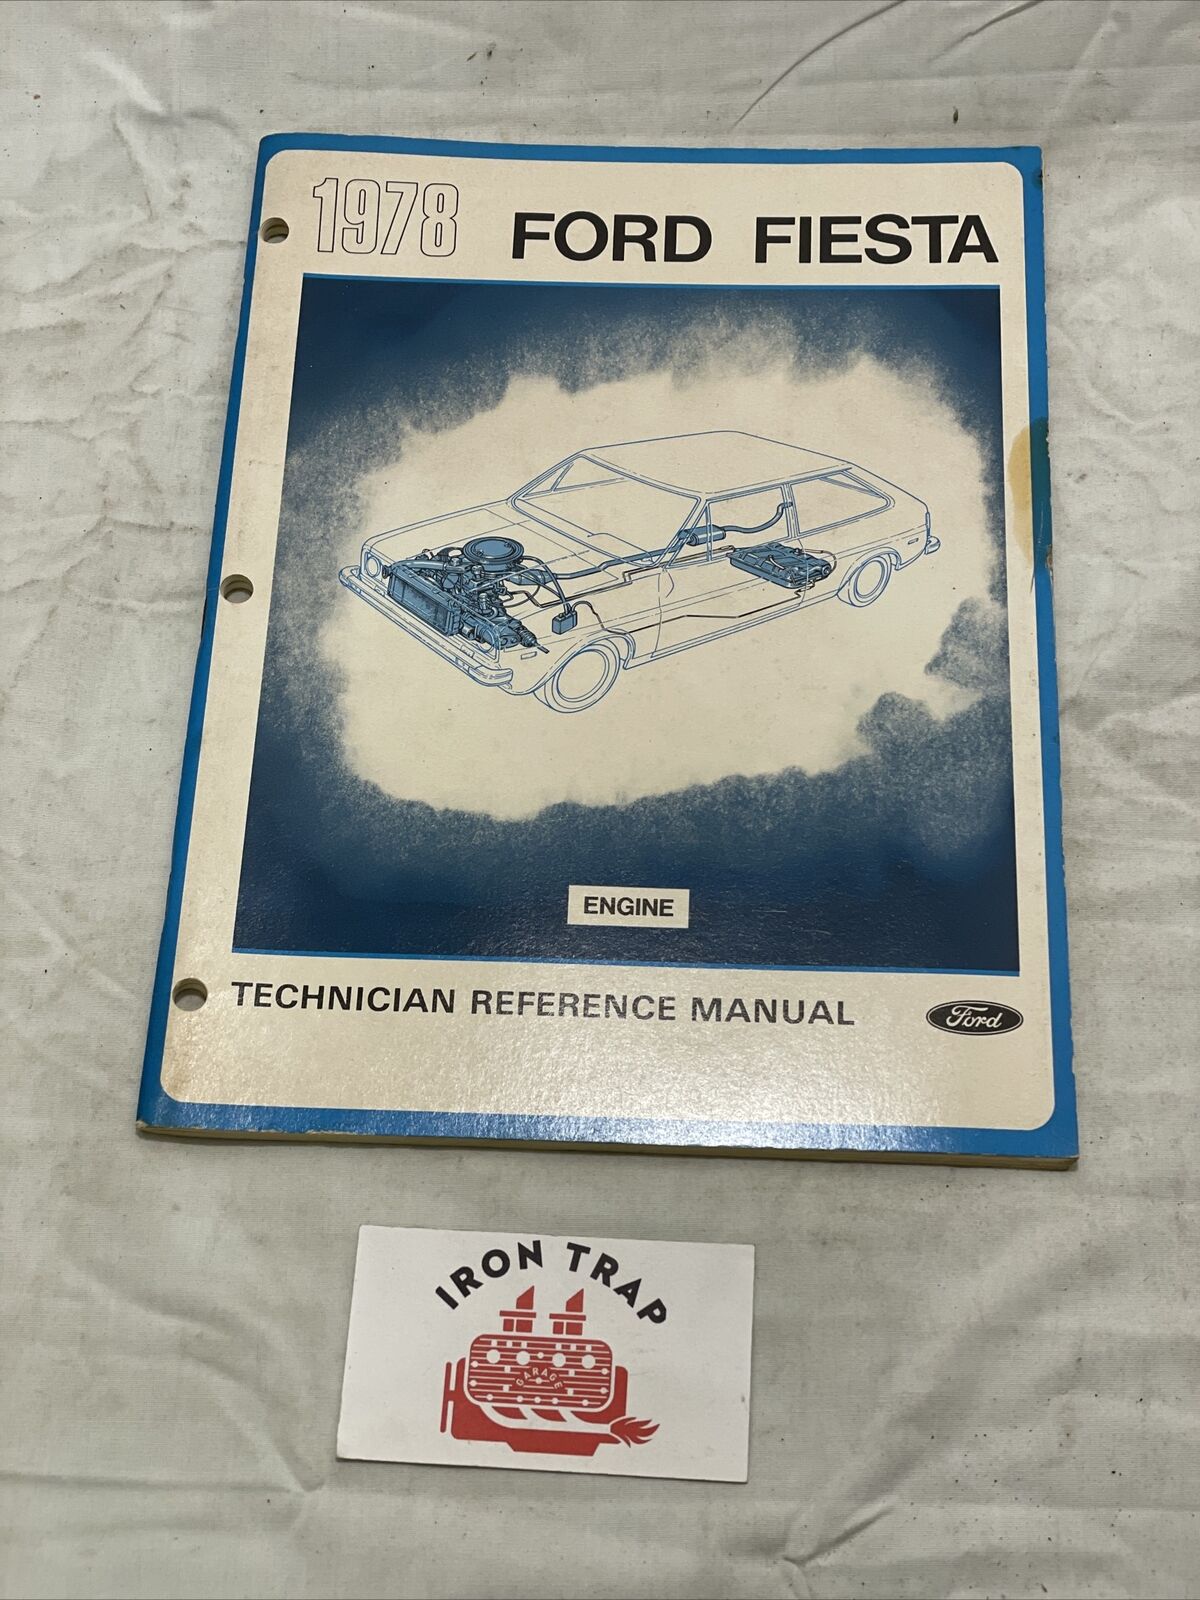 1978 FORD FIESTA
ENGINE
TECHNICIAN REFERENCE MANUAL
Ford
IRON TRAP
GARAGE